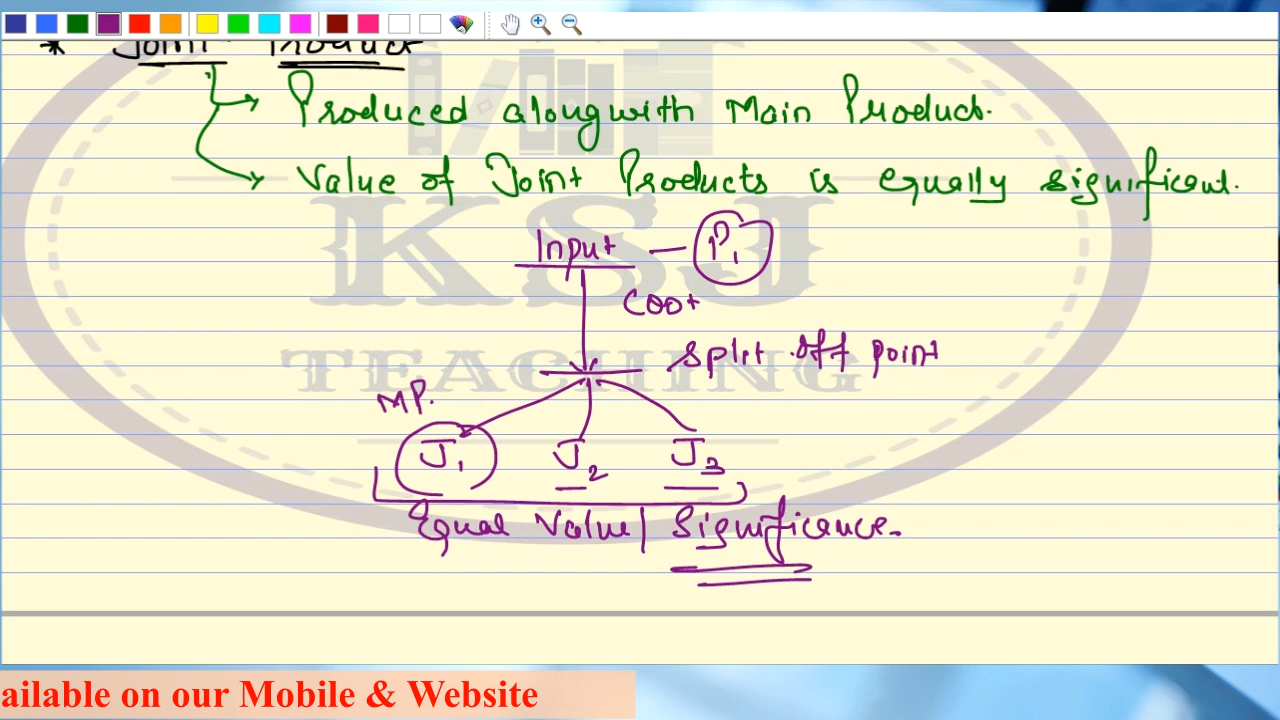 * Joint Product
Produced alongwith Main Product.
Value of Joint Products is equally significant.
Input — P1
Cost
Split off point
MP.
J1 J2 J3
Equal Value | Significance.
KSJ
TEACHING
ailable on our Mobile & Website